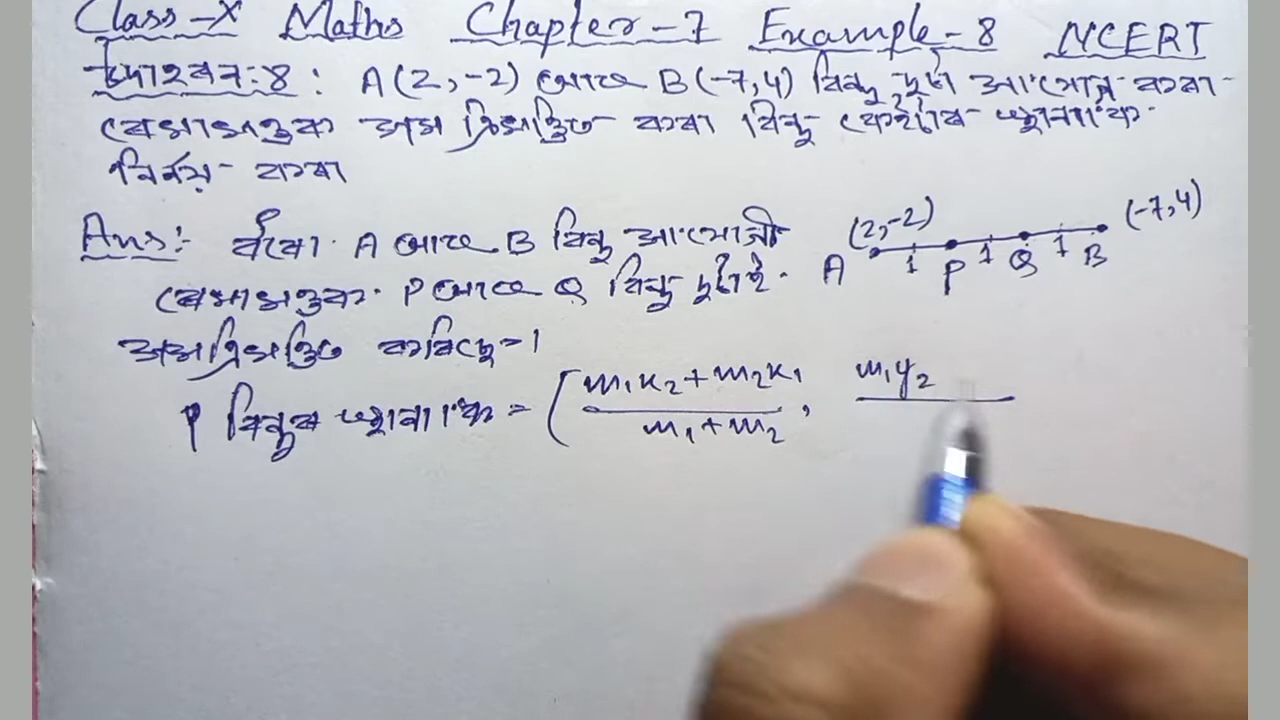 Class-X Maths Chapter-7 Example-8 NCERT
উদাহৰণ:8: A(2,-2) আৰু B(-7,4) বিন্দু দুটা সংযোগ কৰা
ৰেখাখণ্ডক সমত্ৰিখণ্ডিত কৰা বিন্দু কেইটাৰ স্থানাংক
নিৰ্ণয় কৰা
Ans:- ধৰো A আৰু B বিন্দু সংযোগী
(2,-2) (-7,4)
A 1 P 1 Q 1 B
ৰেখাখণ্ডক P আৰু Q বিন্দু দুটাই
সমত্ৰিখণ্ডিত কৰিছে।
P বিন্দুৰ স্থানাংক = (m₁x₂+m₂x₁ / m₁+m₂, m₁y₂